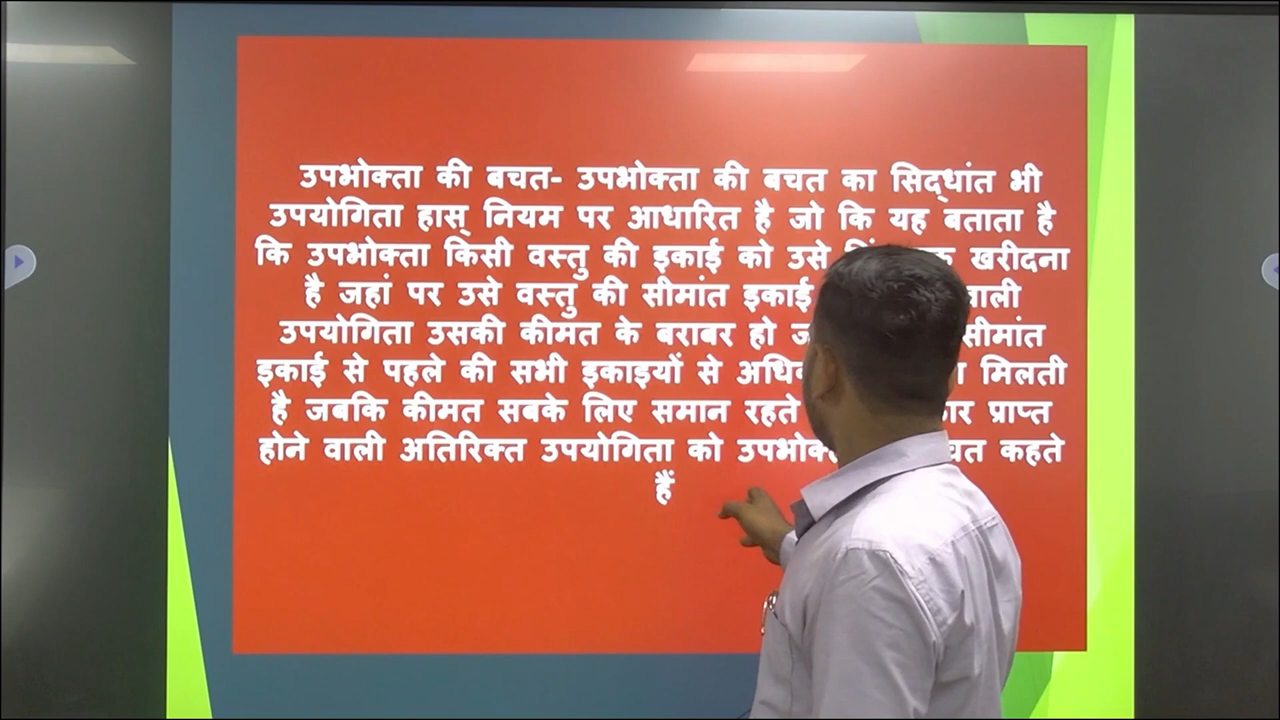 उपभोक्ता की बचत- उपभोक्ता की बचत का सिद्धांत भी
उपयोगिता हास् नियम पर आधारित है जो कि यह बताता है
कि उपभोक्ता किसी वस्तु की इकाई को उसे खरीदना
है जहां पर उसे वस्तु की सीमांत इकाई
उपयोगिता उसकी कीमत के बराबर हो सीमांत
इकाई से पहले की सभी इकाइयों से मिलती
है जबकि कीमत सबके लिए समान रहते प्राप्त
होने वाली अतिरिक्त उपयोगिता को कहते
हैं